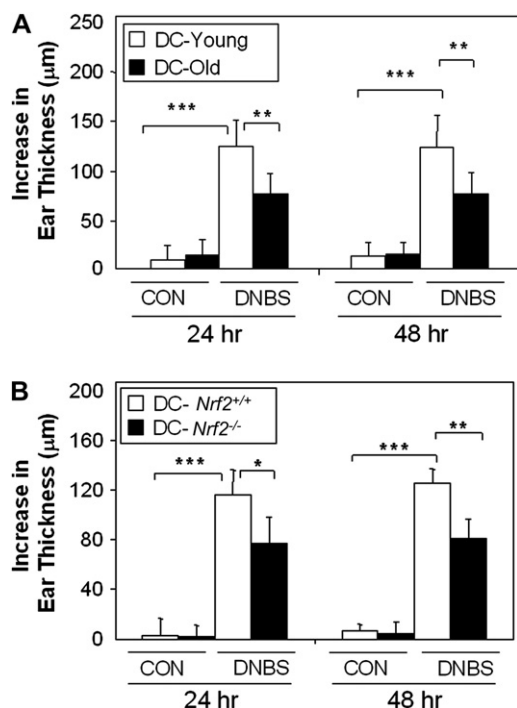 A
250
200
150
100
50
0
Increase in
Ear Thickness (μm)
DC-Young
DC-Old
*** ** *** **
CON DNBS CON DNBS
24 hr 48 hr
B
200
160
120
80
40
0
Increase in
Ear Thickness (μm)
DC- Nrf2+/+
DC- Nrf2-/-
*** * *** **
CON DNBS CON DNBS
24 hr 48 hr